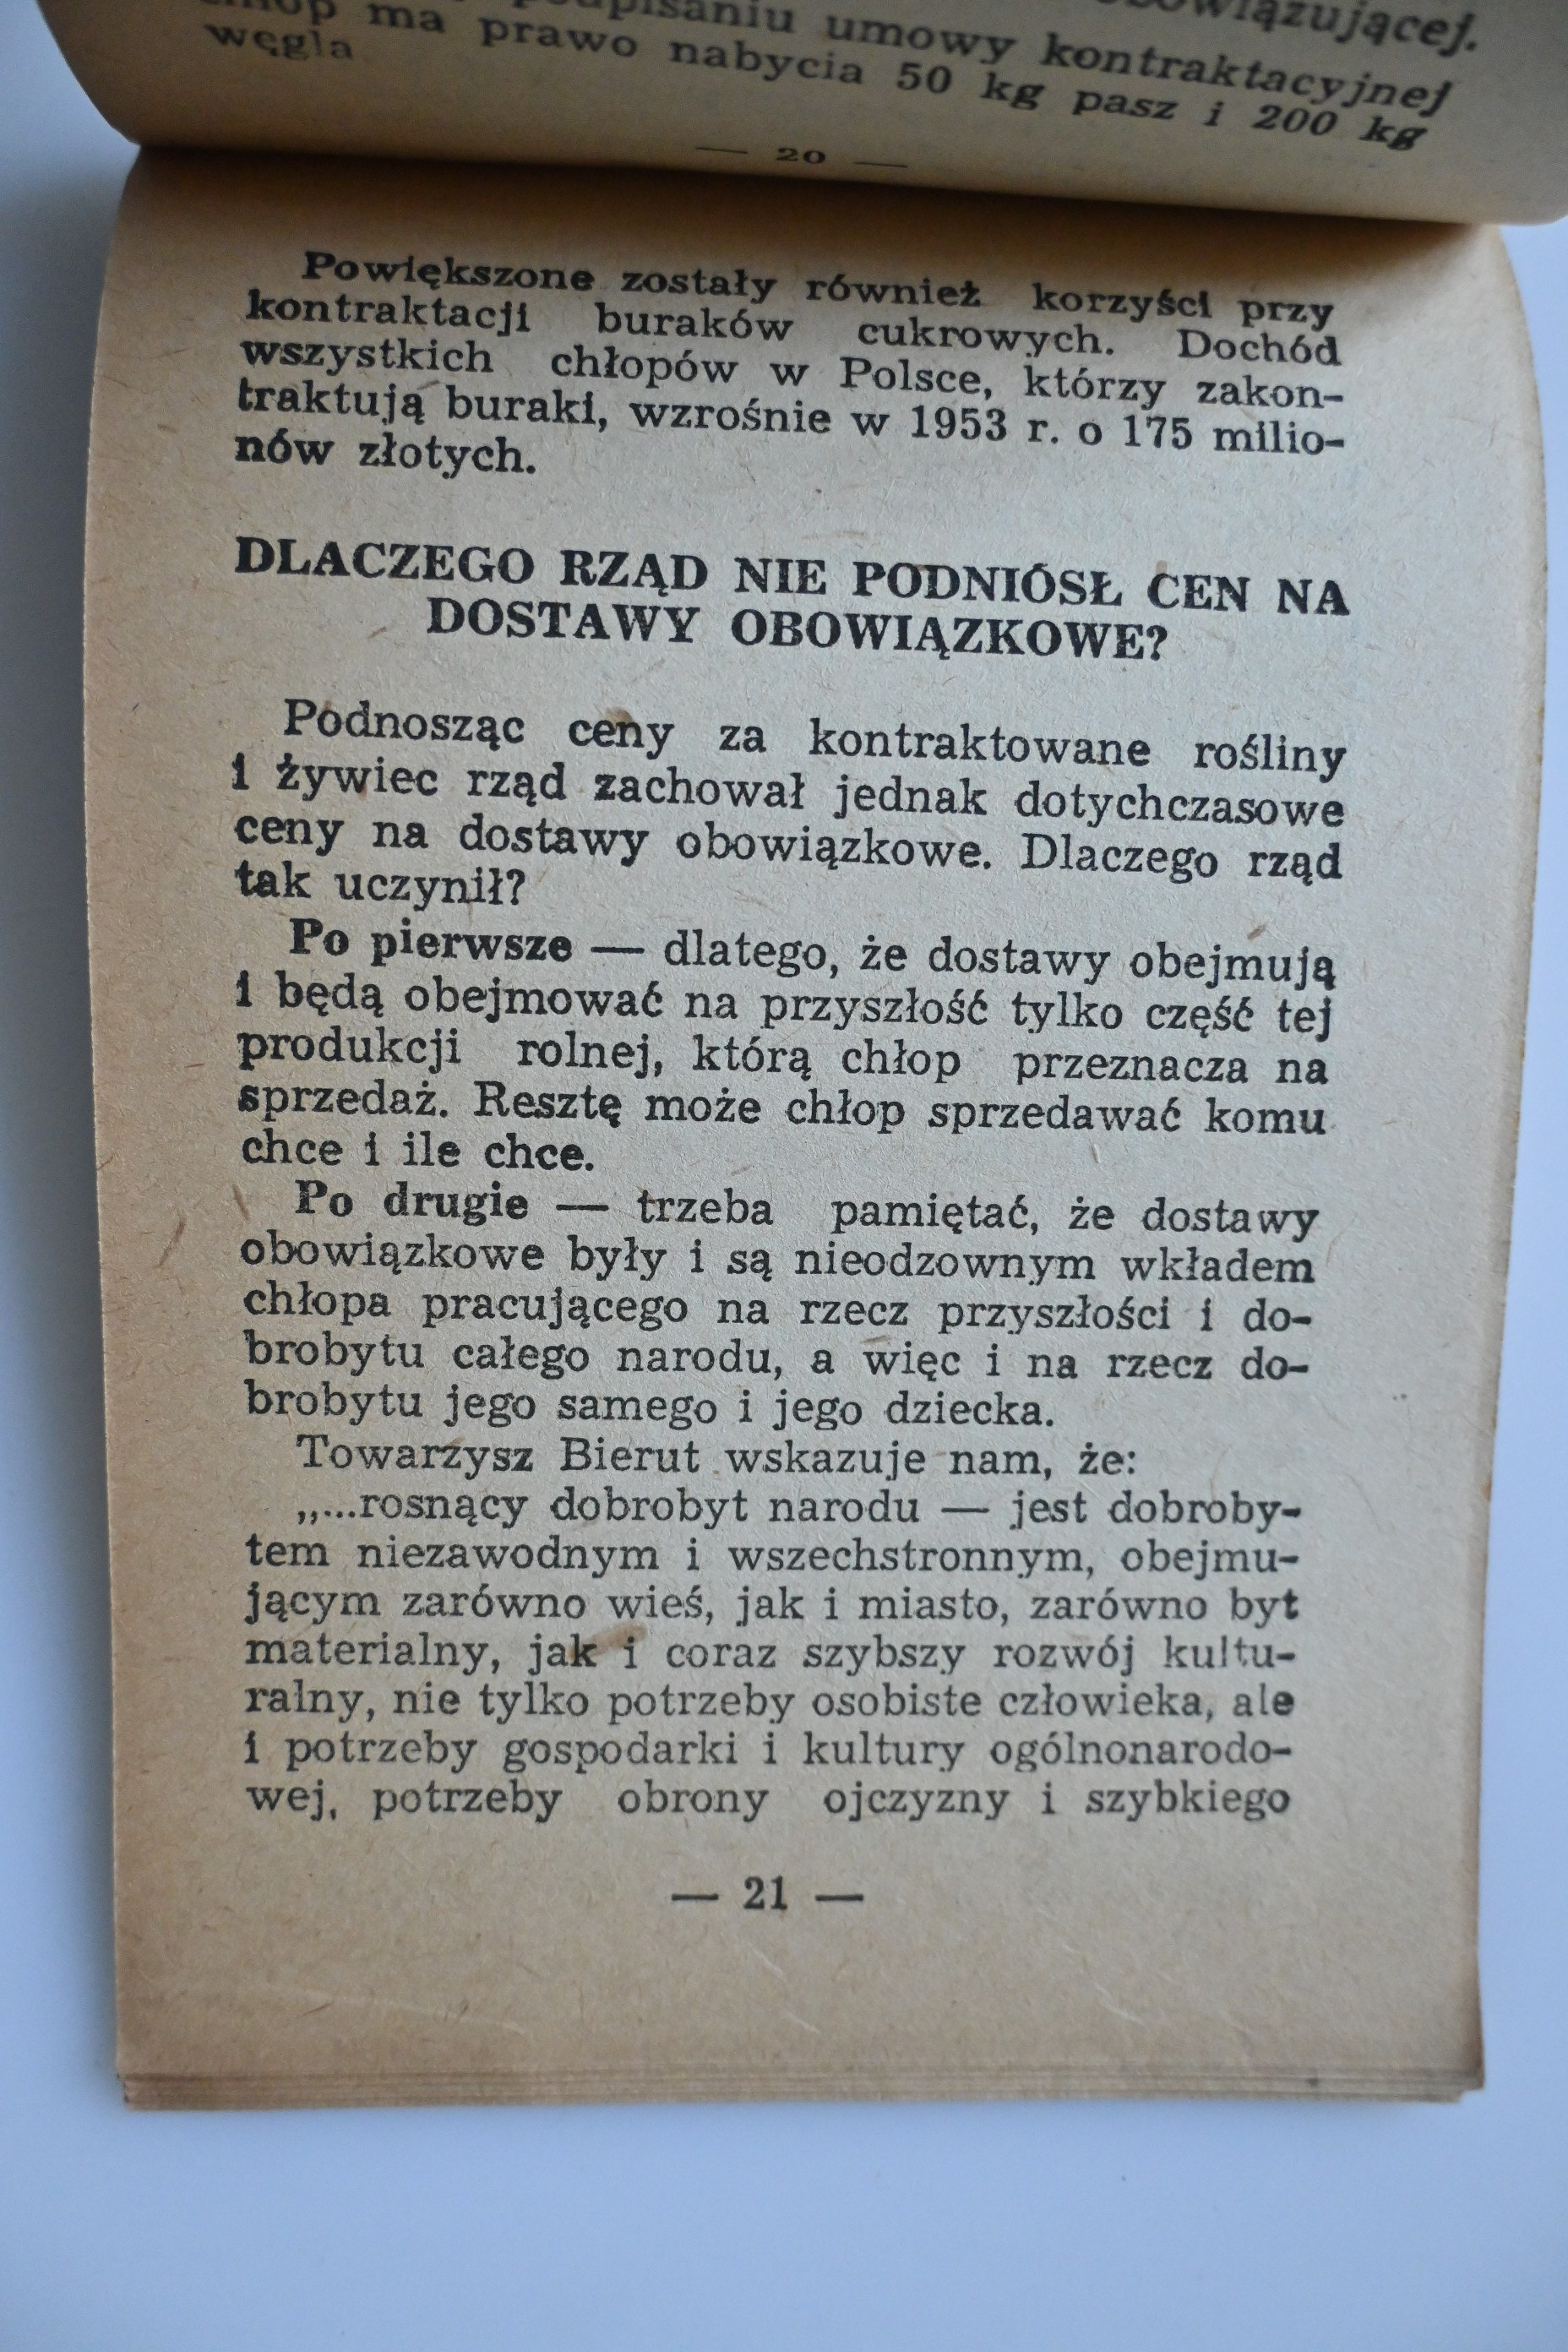 obowiązującej.
podpisaniu umowy kontraktacyjnej
chłop ma prawo nabycia 50 kg pasz i 200 kg
węgla
— 20 —
Powiększone zostały również korzyści przy
kontraktacji buraków cukrowych. Dochód
wszystkich chłopów w Polsce, którzy zakon-
traktują buraki, wzrośnie w 1953 r. o 175 milio-
nów złotych.
DLACZEGO RZĄD NIE PODNIÓSŁ CEN NA
DOSTAWY OBOWIĄZKOWE?
Podnosząc ceny za kontraktowane rośliny
i żywiec rząd zachował jednak dotychczasowe
ceny na dostawy obowiązkowe. Dlaczego rząd
tak uczynił?
Po pierwsze — dlatego, że dostawy obejmują
i będą obejmować na przyszłość tylko część tej
produkcji rolnej, którą chłop przeznacza na
sprzedaż. Resztę może chłop sprzedawać komu
chce i ile chce.
Po drugie — trzeba pamiętać, że dostawy
obowiązkowe były i są nieodzownym wkładem
chłopa pracującego na rzecz przyszłości i do-
brobytu całego narodu, a więc i na rzecz do-
brobytu jego samego i jego dziecka.
Towarzysz Bierut wskazuje nam, że:
„...rosnący dobrobyt narodu — jest dobroby-
tem niezawodnym i wszechstronnym, obejmu-
jącym zarówno wieś, jak i miasto, zarówno byt
materialny, jak i coraz szybszy rozwój kultu-
ralny, nie tylko potrzeby osobiste człowieka, ale
i potrzeby gospodarki i kultury ogólnonarodo-
wej, potrzeby obrony ojczyzny i szybkiego
— 21 —